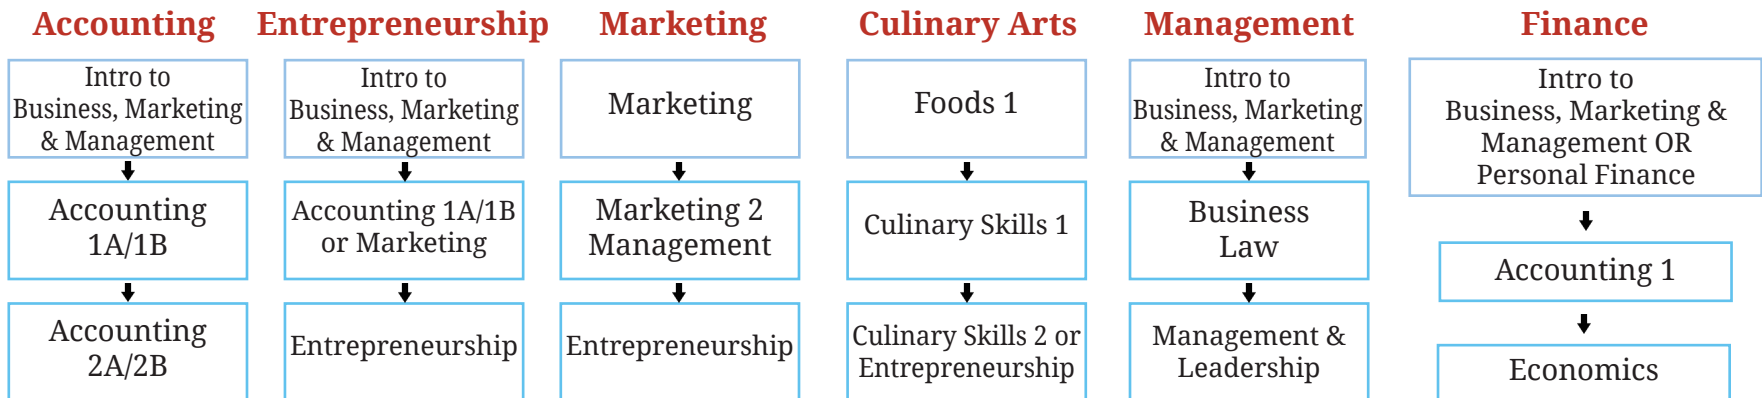 Accounting
Intro to
Business, Marketing
& Management
Accounting
1A/1B
Accounting
2A/2B
Entrepreneurship
Intro to
Business, Marketing
& Management
Accounting 1A/1B
or Marketing
Entrepreneurship
Marketing
Marketing
Marketing 2
Management
Entrepreneurship
Culinary Arts
Foods 1
Culinary Skills 1
Culinary Skills 2 or
Entrepreneurship
Management
Intro to
Business, Marketing
& Management
Business
Law
Management &
Leadership
Finance
Intro to
Business, Marketing &
Management OR
Personal Finance
Accounting 1
Economics